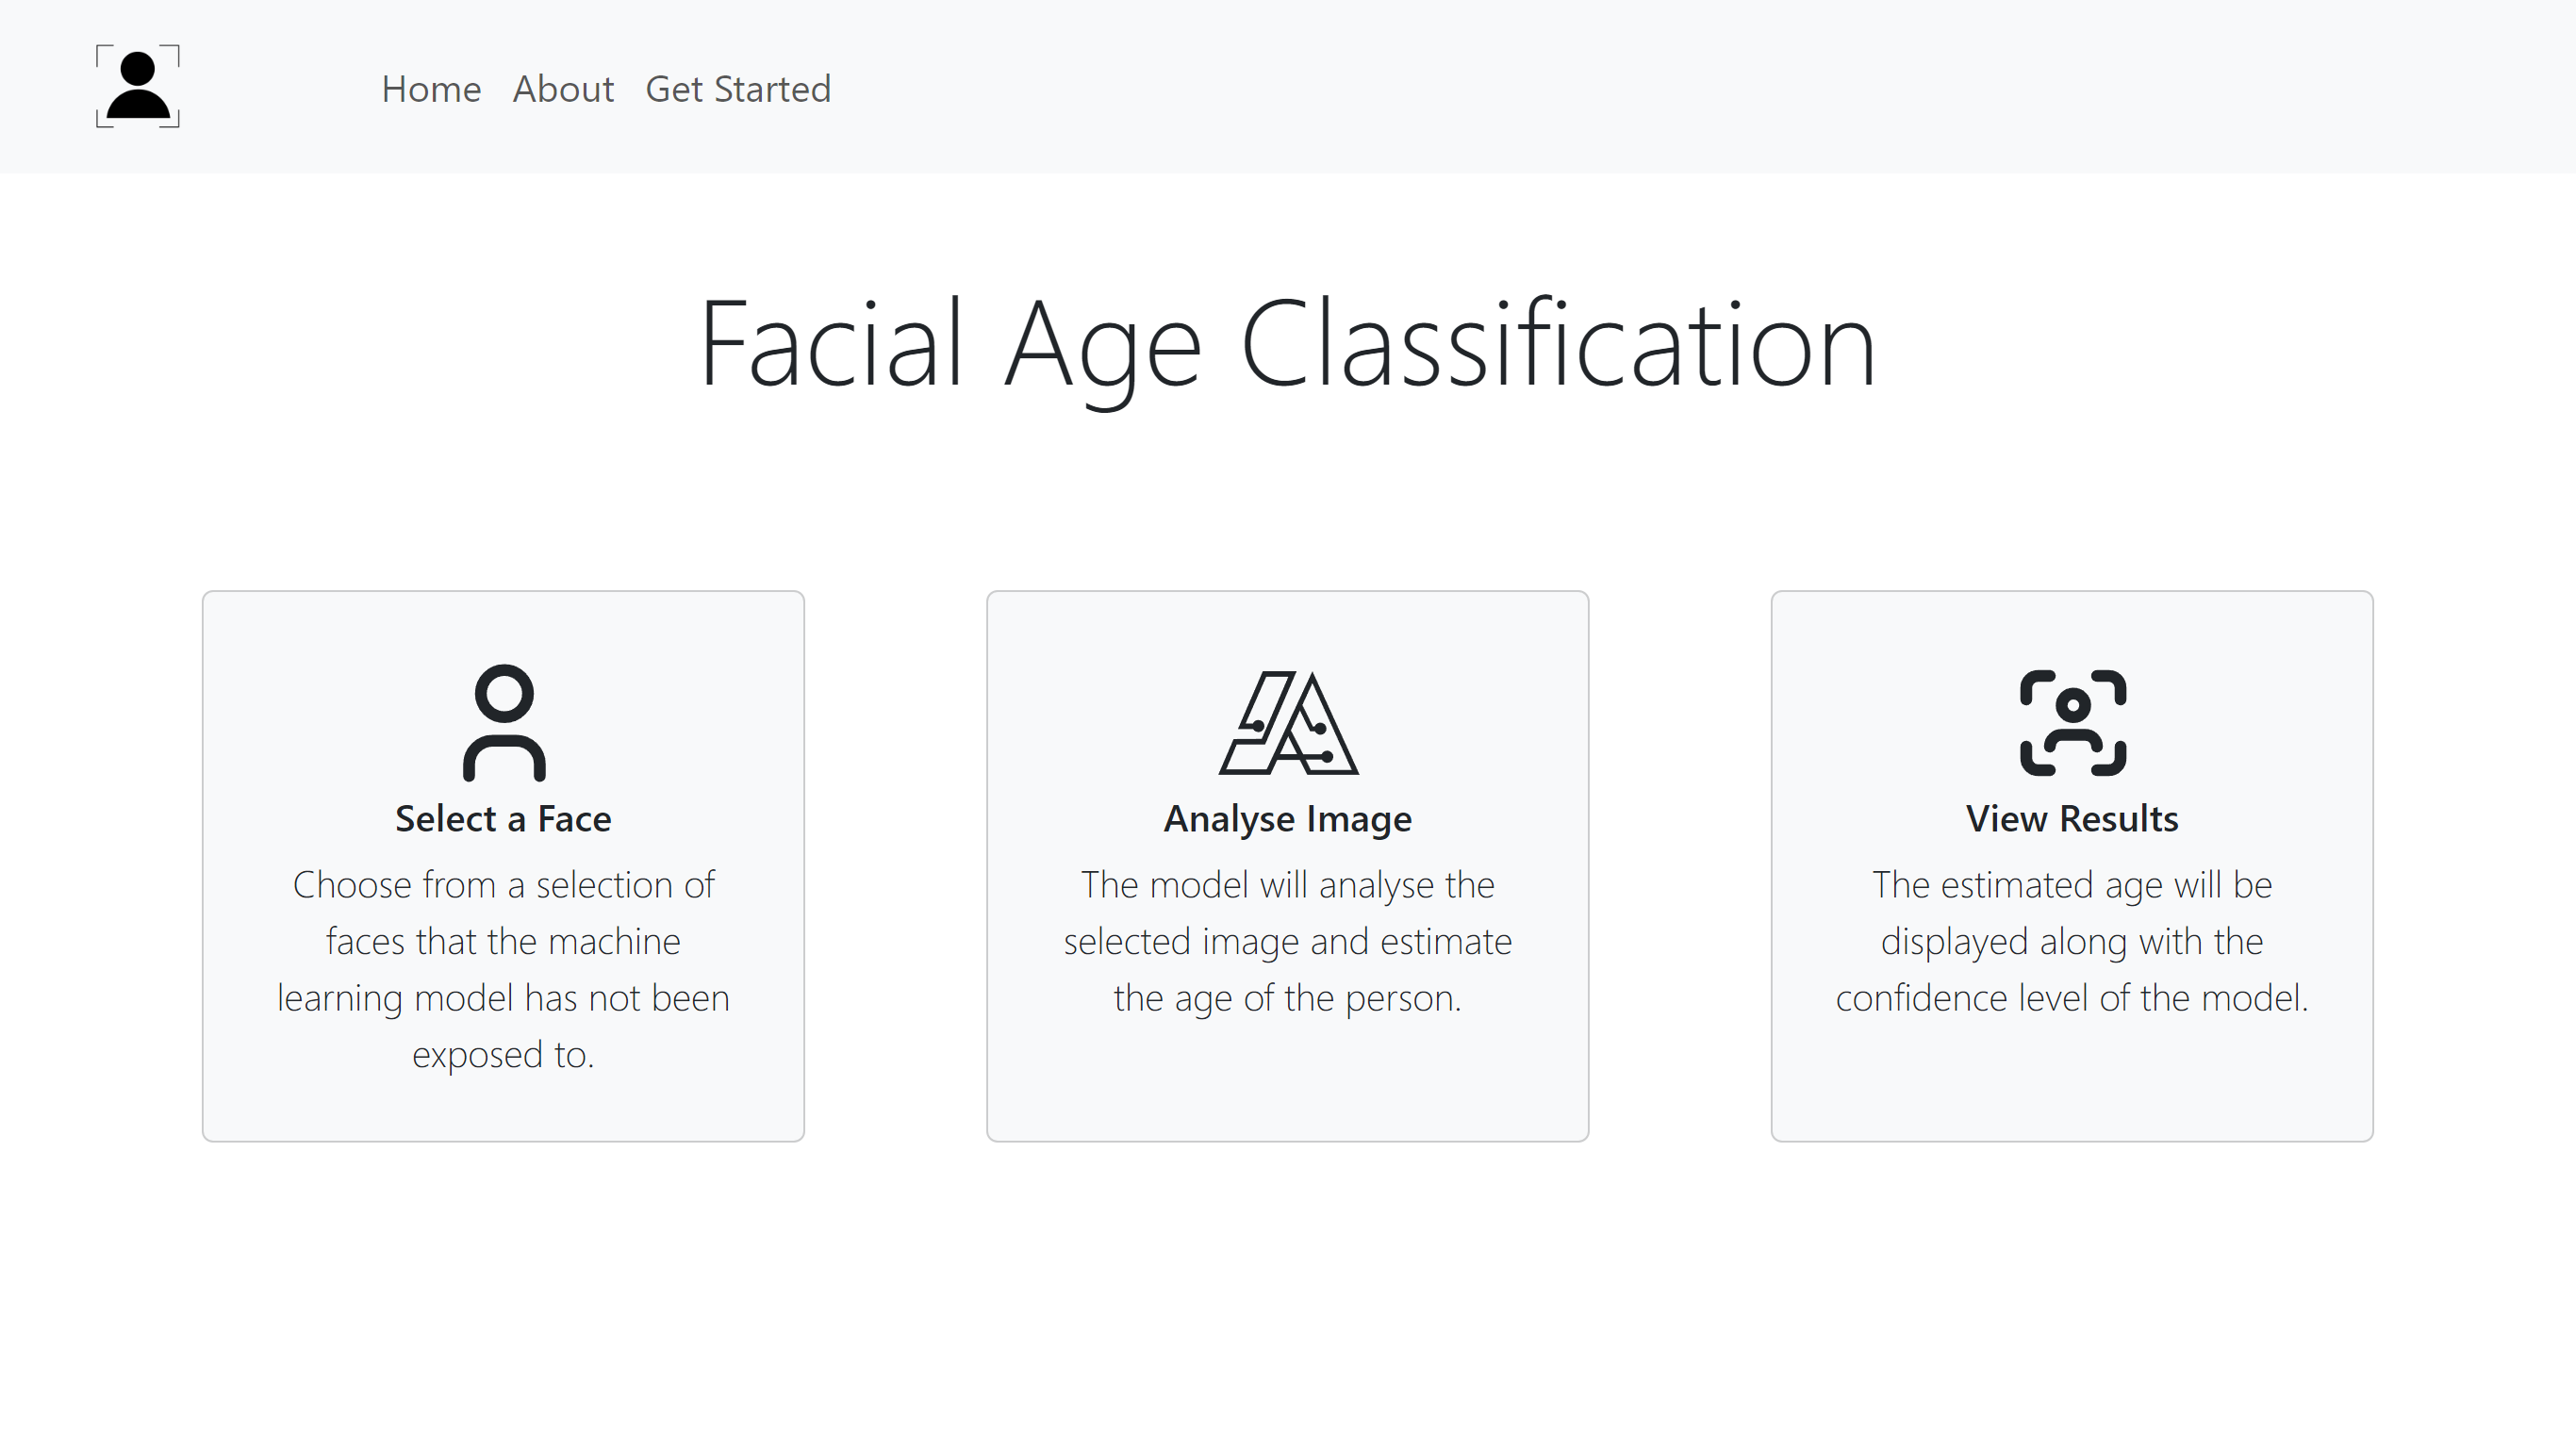 Home About Get Started
Facial Age Classification
Select a Face
Choose from a selection of
faces that the machine
learning model has not been
exposed to.
Analyse Image
The model will analyse the
selected image and estimate
the age of the person.
View Results
The estimated age will be
displayed along with the
confidence level of the model.